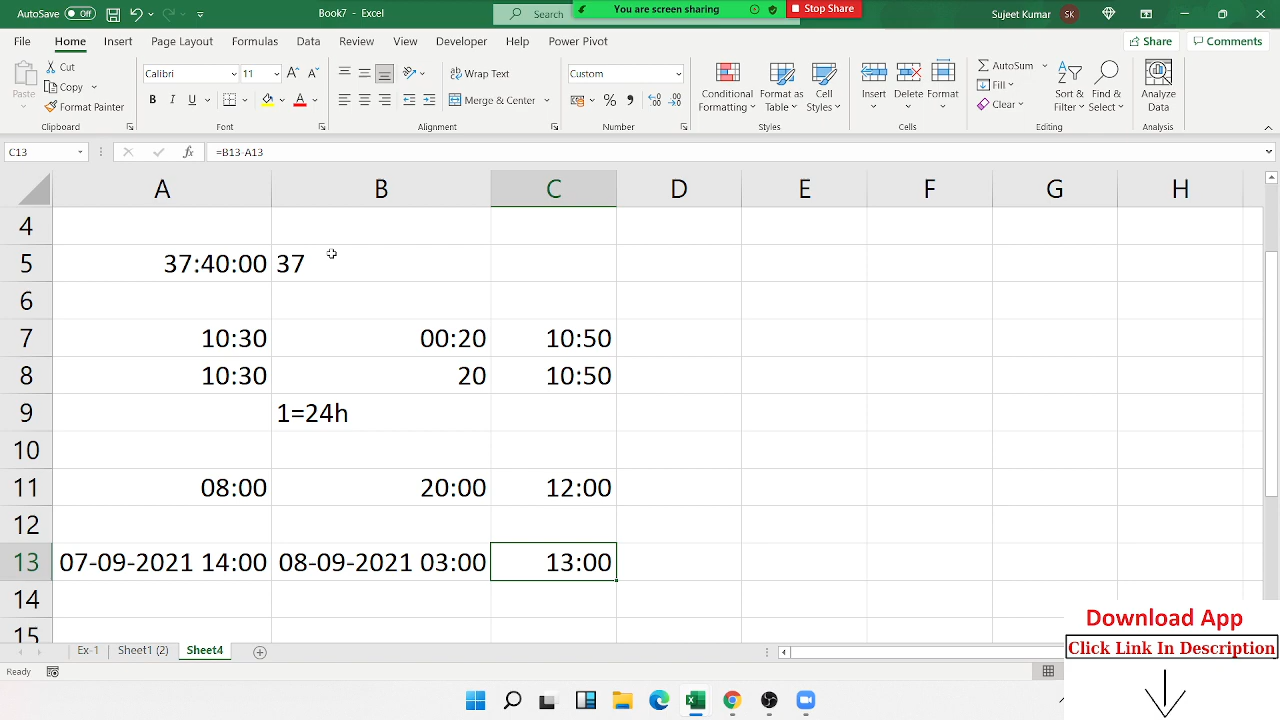 AutoSave Off Book7 - Excel Search You are screen sharing Stop Share Sujeet Kumar SK
File Home Insert Page Layout Formulas Data Review View Developer Help Power Pivot Share Comments
Paste Cut Copy Format Painter
Calibri 11 B I U A
Wrap Text Merge & Center
Custom % ,
Conditional Formatting Format as Table Cell Styles Insert Delete Format
AutoSum Fill Clear Sort & Filter Find & Select Analyze Data
Clipboard Font Alignment Number Styles Cells Editing Analysis
C13 fx =B13-A13
A B C D E F G H
4
5 37:40:00 37
6
7 10:30 00:20 10:50
8 10:30 20 10:50
9 1=24h
10
11 08:00 20:00 12:00
12
13 07-09-2021 14:00 08-09-2021 03:00 13:00
14
15
Download App
Click Link In Description
Ex-1 Sheet1 (2) Sheet4
Ready